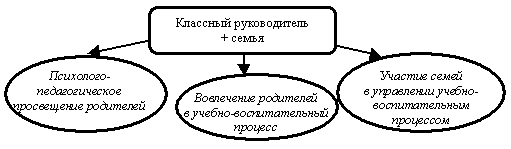 Классный руководитель
+ семья
Психолого-
педагогическое
просвещение родителей
Вовлечение родителей
в учебно-воспитательный
процесс
Участие семей
в управлении учебно-
воспитательным
процессом